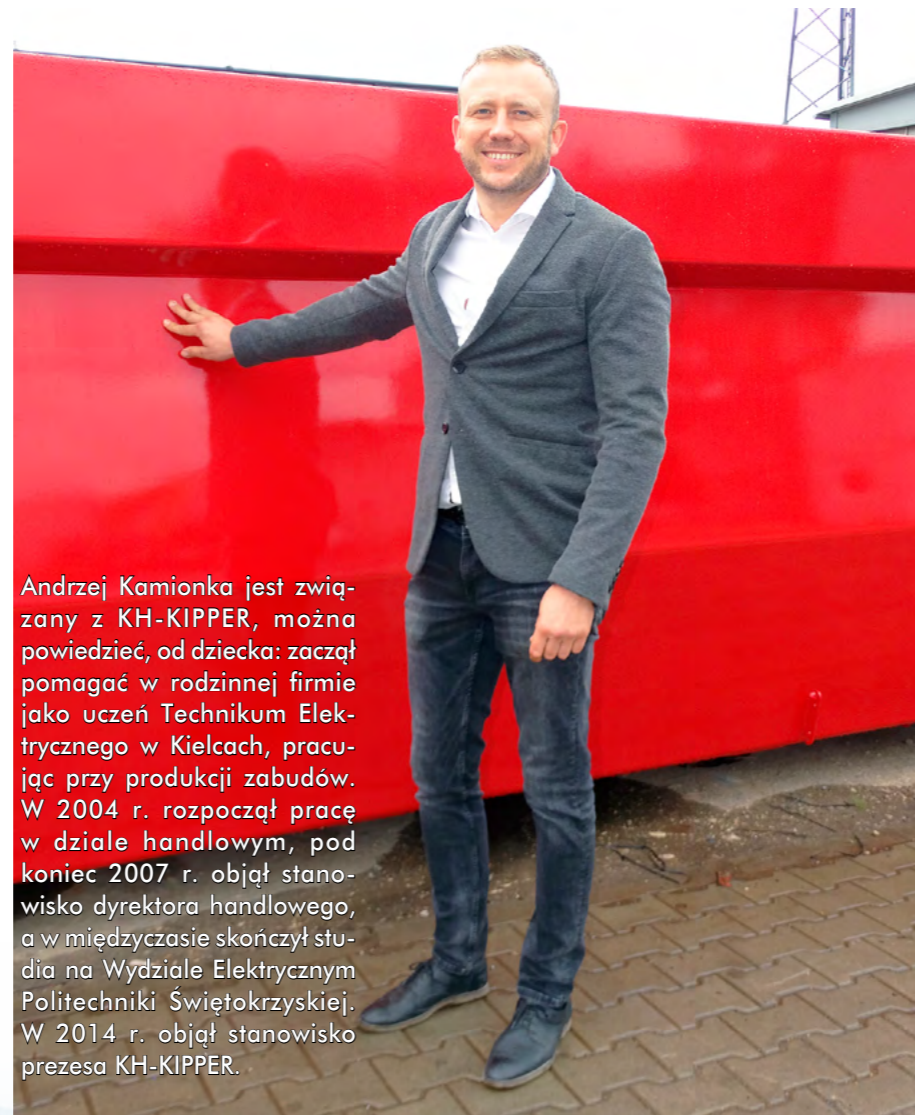 Andrzej Kamionka jest zwią-
zany z KH-KIPPER, można
powiedzieć, od dziecka: zaczął
pomagać w rodzinnej firmie
jako uczeń Technikum Elek-
trycznego w Kielcach, pracu-
jąc przy produkcji zabudów.
W 2004 r. rozpoczął pracę
w dziale handlowym, pod
koniec 2007 r. objął stano-
wisko dyrektora handlowego,
a w międzyczasie skończył stu-
dia na Wydziale Elektrycznym
Politechniki Świętokrzyskiej.
W 2014 r. objął stanowisko
prezesa KH-KIPPER.